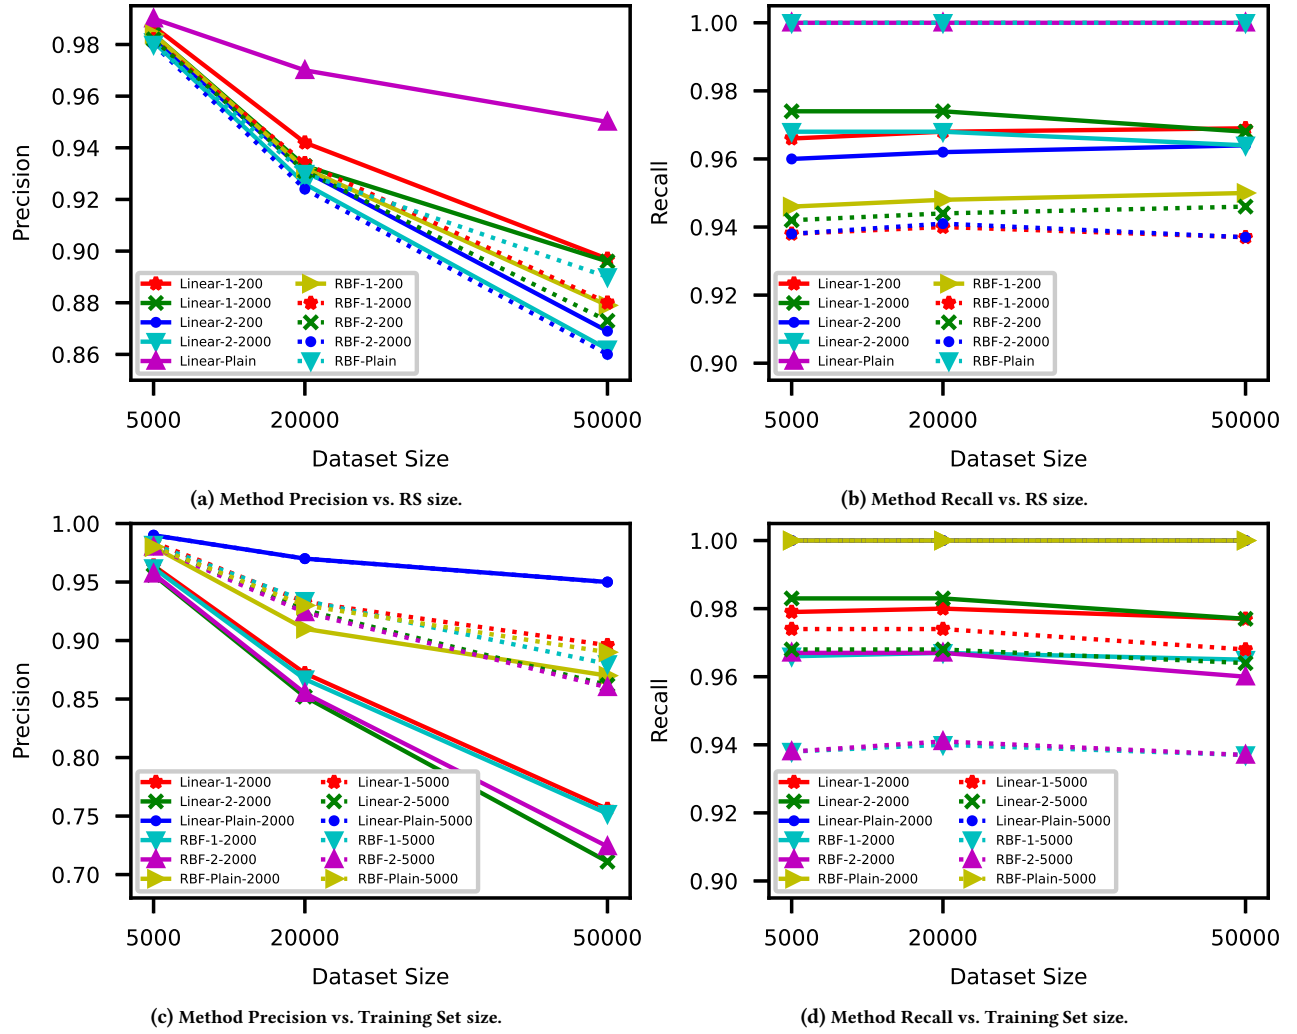 0.98
0.96
0.94
0.92
0.90
0.88
0.86
Precision
Linear-1-200
Linear-1-2000
Linear-2-200
Linear-2-2000
Linear-Plain
RBF-1-200
RBF-1-2000
RBF-2-200
RBF-2-2000
RBF-Plain
5000
20000
50000
Dataset Size
(a) Method Precision vs. RS size.
1.00
0.98
0.96
0.94
0.92
0.90
Recall
Linear-1-200
Linear-1-2000
Linear-2-200
Linear-2-2000
Linear-Plain
RBF-1-200
RBF-1-2000
RBF-2-200
RBF-2-2000
RBF-Plain
5000
20000
50000
Dataset Size
(b) Method Recall vs. RS size.
1.00
0.95
0.90
0.85
0.80
0.75
0.70
Precision
Linear-1-2000
Linear-2-2000
Linear-Plain-2000
RBF-1-2000
RBF-2-2000
RBF-Plain-2000
Linear-1-5000
Linear-2-5000
Linear-Plain-5000
RBF-1-5000
RBF-2-5000
RBF-Plain-5000
5000
20000
50000
Dataset Size
(c) Method Precision vs. Training Set size.
1.00
0.98
0.96
0.94
0.92
0.90
Recall
Linear-1-2000
Linear-2-2000
Linear-Plain-2000
RBF-1-2000
RBF-2-2000
RBF-Plain-2000
Linear-1-5000
Linear-2-5000
Linear-Plain-5000
RBF-1-5000
RBF-2-5000
RBF-Plain-5000
5000
20000
50000
Dataset Size
(d) Method Recall vs. Training Set size.